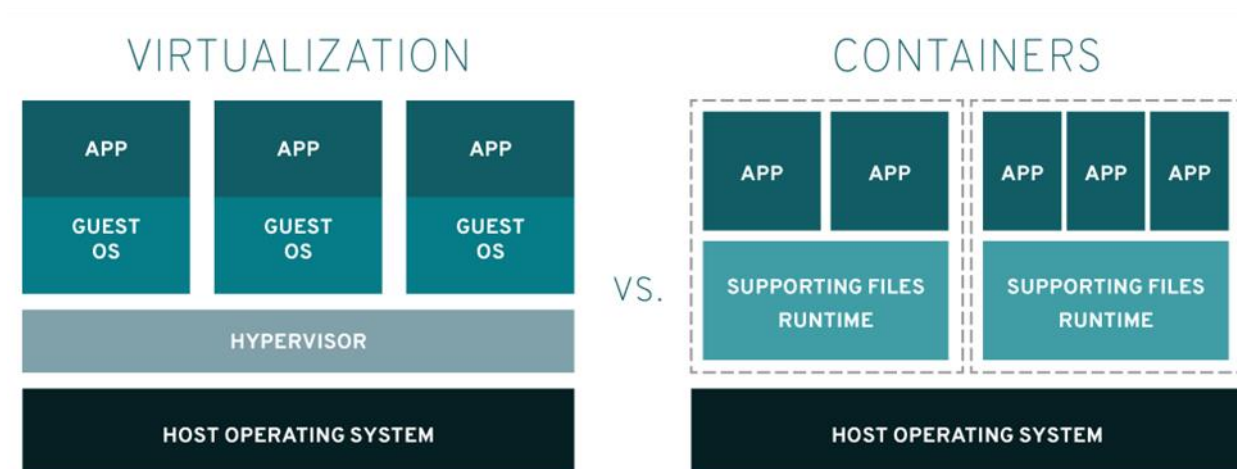 VIRTUALIZATION
APP
APP
APP
GUEST
OS
GUEST
OS
GUEST
OS
HYPERVISOR
HOST OPERATING SYSTEM
VS.
CONTAINERS
APP
APP
APP
APP
APP
SUPPORTING FILES
RUNTIME
SUPPORTING FILES
RUNTIME
HOST OPERATING SYSTEM